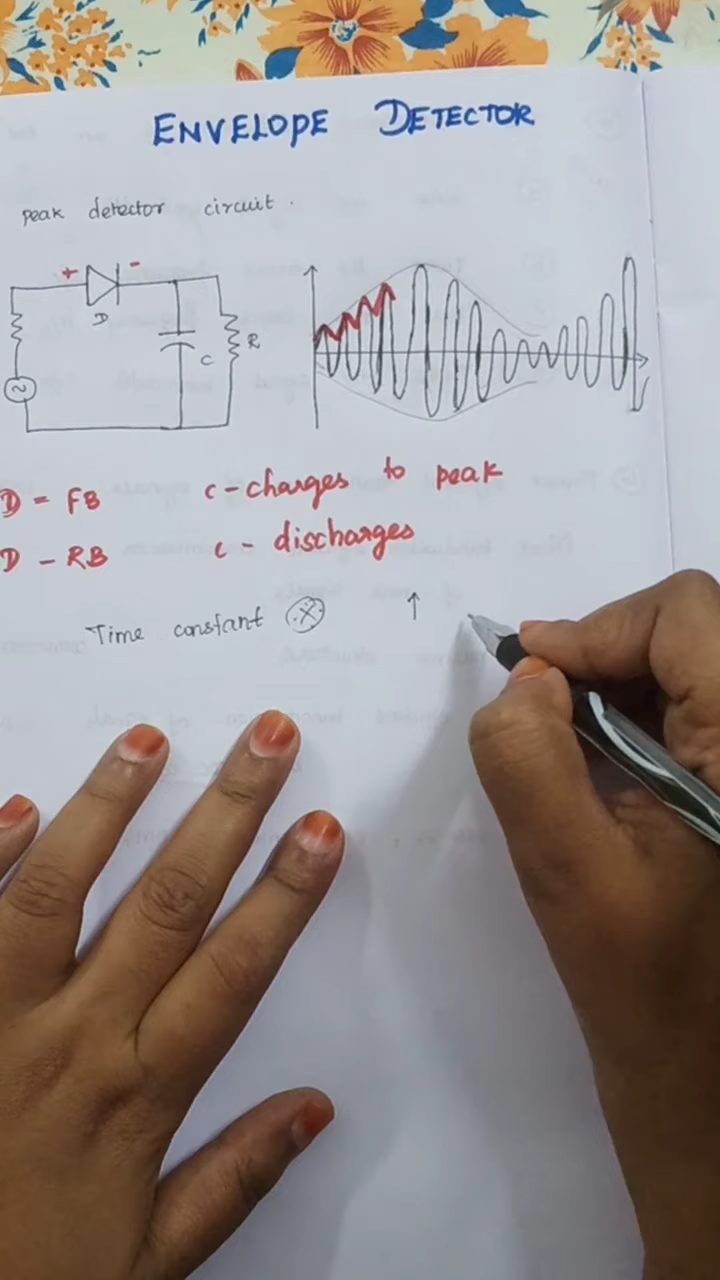 ENVELOPE DETECTOR
peak detector circuit.
+ -
D
C
R
D = FB c - charges to peak
D - RB c - discharges
Time constant ↑